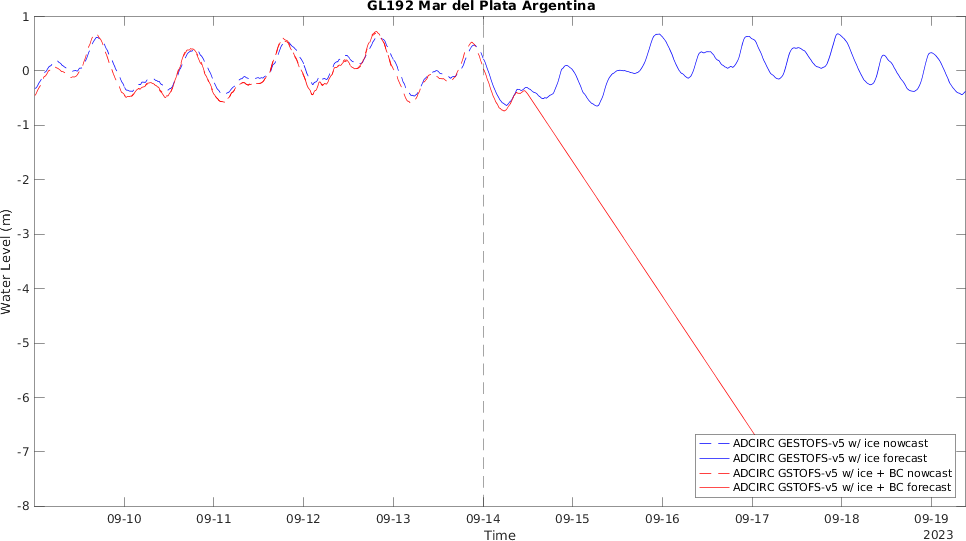 GL192 Mar del Plata Argentina
1
0
-1
-2
-3
-4
-5
-6
-7
-8
Water Level (m)
ADCIRC GESTOFS-v5 w/ ice nowcast
ADCIRC GESTOFS-v5 w/ ice forecast
ADCIRC GSTOFS-v5 w/ ice + BC nowcast
ADCIRC GSTOFS-v5 w/ ice + BC forecast
09-10 09-11 09-12 09-13 09-14 09-15 09-16 09-17 09-18 09-19
Time
2023